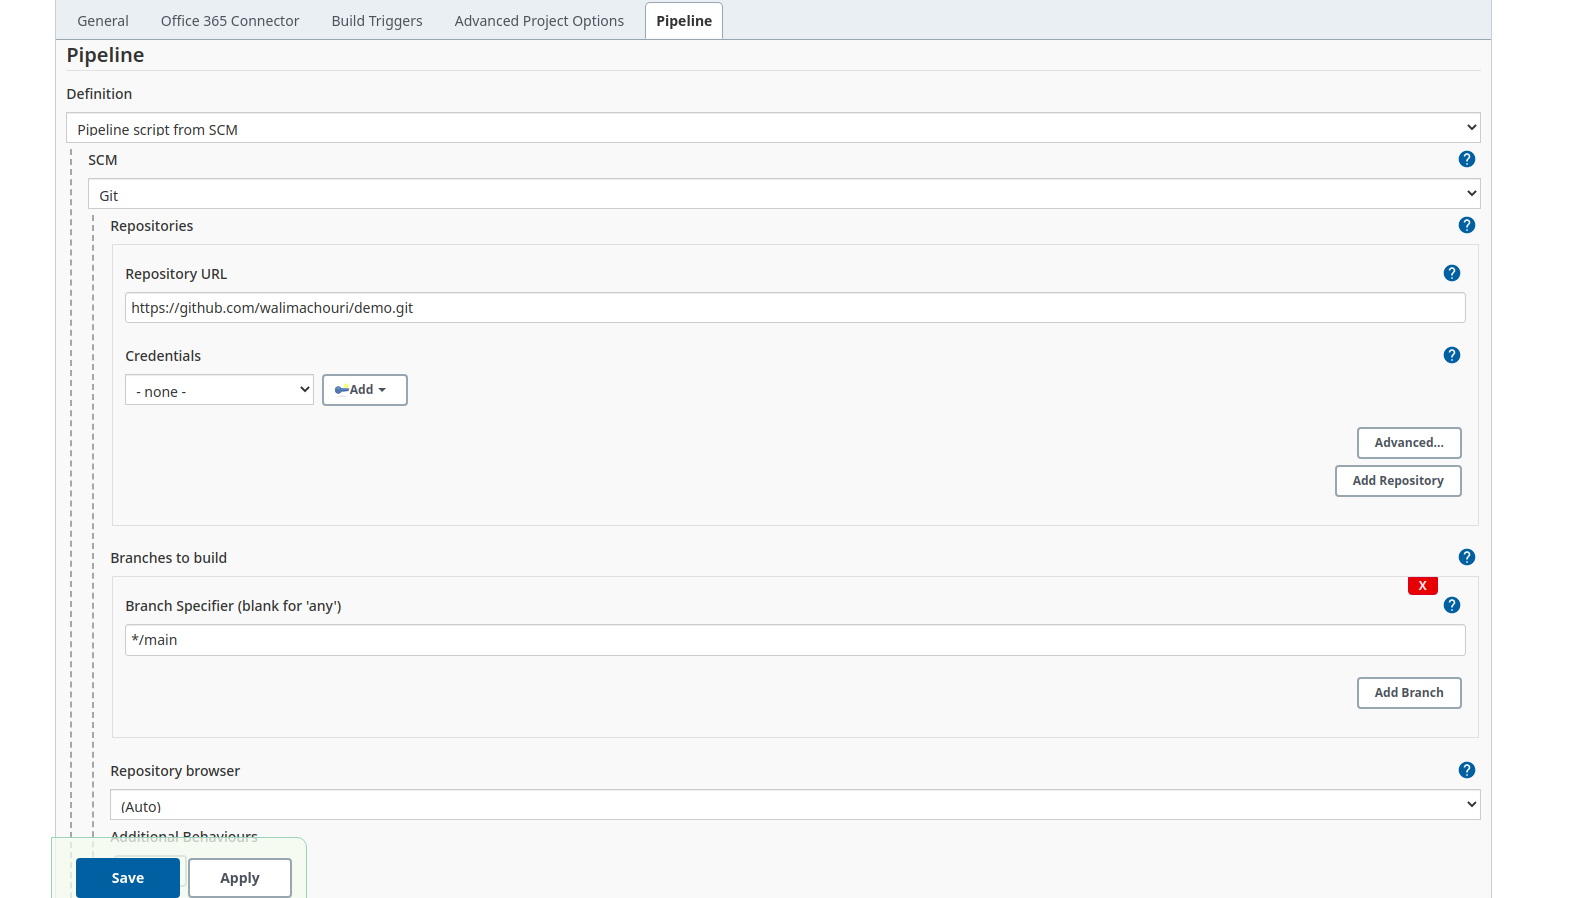 General Office 365 Connector Build Triggers Advanced Project Options Pipeline
Pipeline
Definition
Pipeline script from SCM
SCM
?
Git
Repositories
?
Repository URL
?
https://github.com/walimachouri/demo.git
Credentials
?
- none -
Add
Advanced...
Add Repository
Branches to build
?
X
Branch Specifier (blank for 'any')
?
*/main
Add Branch
Repository browser
?
(Auto)
Additional Behaviours
Save Apply